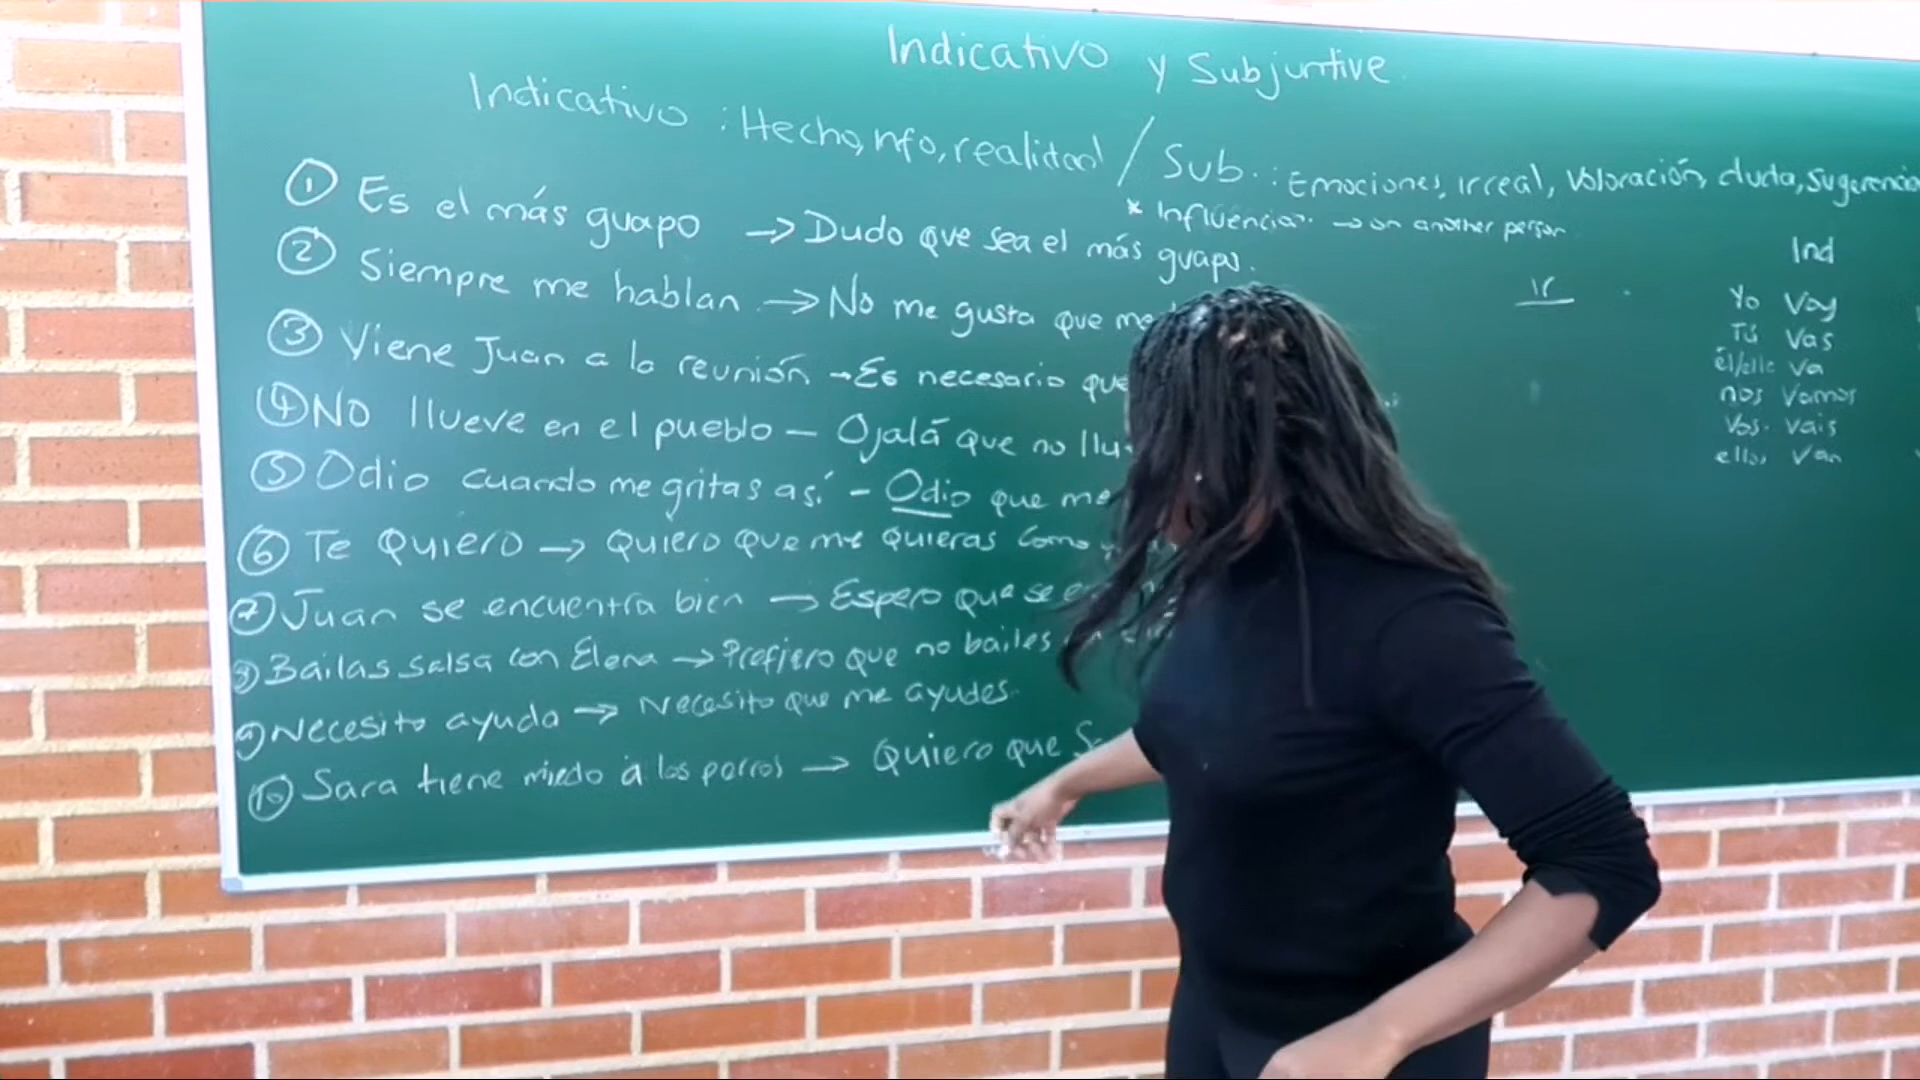 Indicativo y Subjuntive
Indicativo : Hecho, nfo, realidad / Sub. : Emociones, irreal, Valoración, duda, sugerencia
* Influencia. → on another person
① Es el más guapo → Dudo que sea el más guapo.
② Siempre me hablan → No me gusta que me
③ Viene Juan a la reunión → Es necesario que
④ No llueve en el pueblo – Ojalá que no llu
⑤ Odio cuando me gritas así – Odio que me
⑥ Te quiero → Quiero que me quieras como
⑦ Juan se encuentra bien → Espero que se
⑧ Bailas salsa con Elena → Prefiero que no bailes
⑨ Necesito ayuda → Necesito que me ayudes.
⑩ Sara tiene miedo a los perros → Quiero que
ir
Ind
Yo Voy
Tú Vas
él/elle va
nos Vamos
Vos. Vais
ellos Van